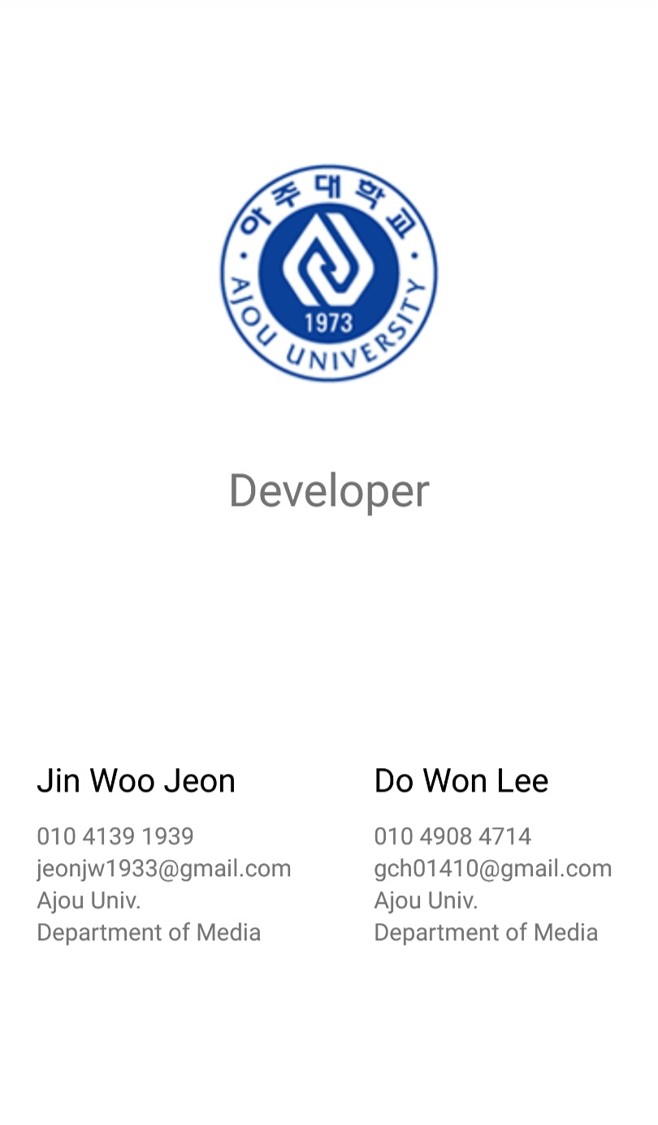 아주대학교
1973
AJOU UNIVERSITY
Developer
Jin Woo Jeon
010 4139 1939
jeonjw1933@gmail.com
Ajou Univ.
Department of Media
Do Won Lee
010 4908 4714
gch01410@gmail.com
Ajou Univ.
Department of Media